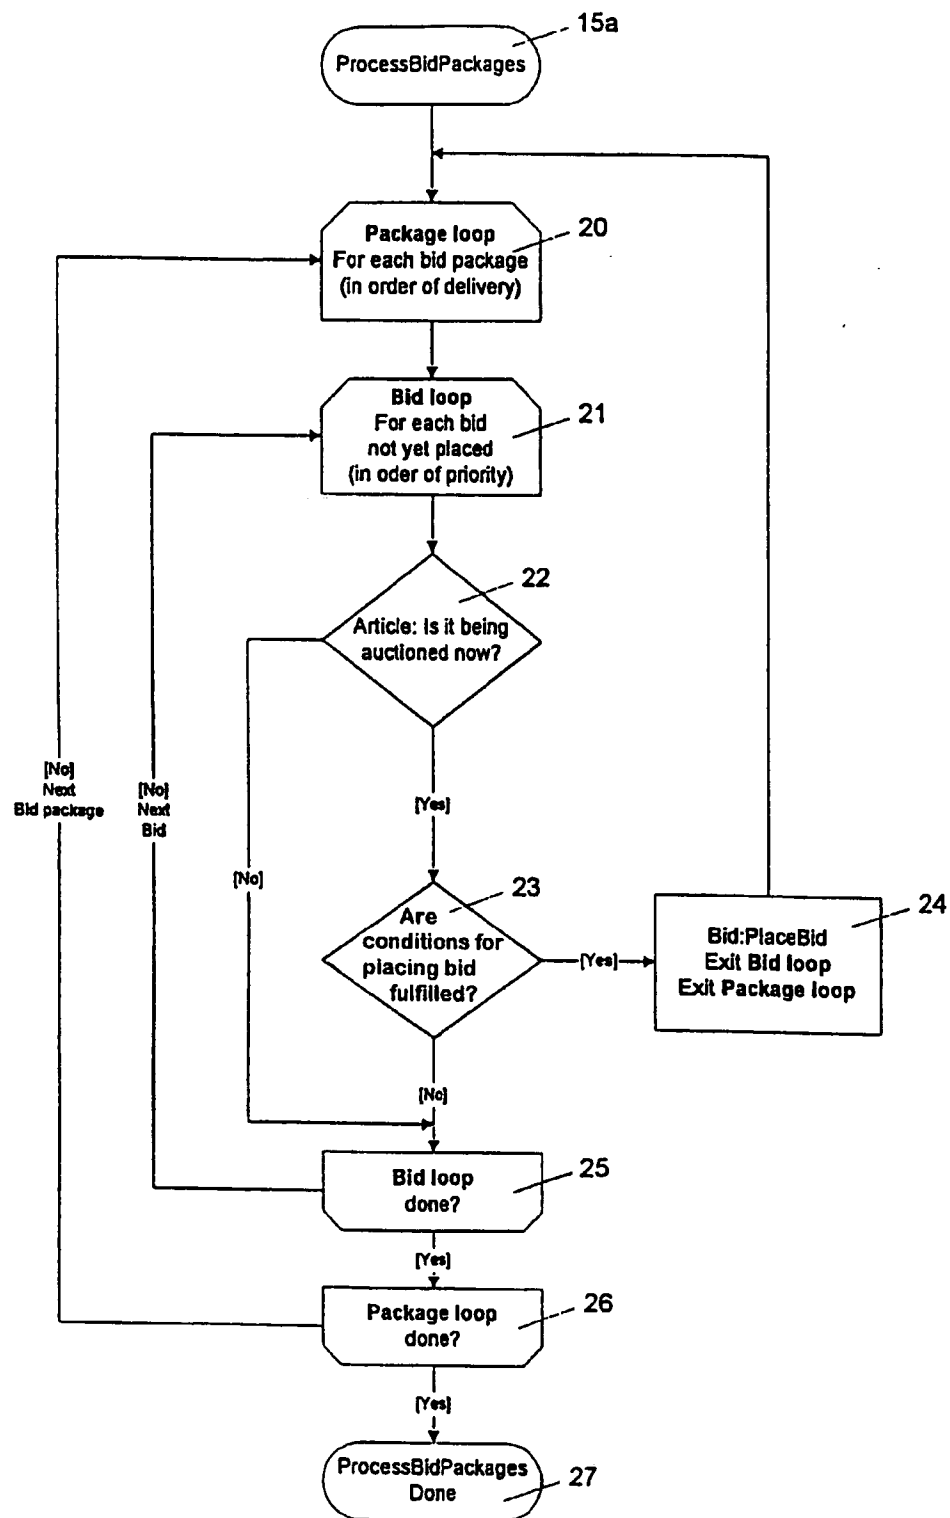 15a
ProcessBidPackages
20
Package loop
For each bid package
(in order of delivery)
21
Bid loop
For each bid
not yet placed
(in oder of priority)
22
Article: Is it being
auctioned now?
[No]
Next
Bid package
[No]
Next
Bid
[Yes]
[No]
23
Are
conditions for
placing bid
fulfilled?
[Yes]
24
Bid:PlaceBid
Exit Bid loop
Exit Package loop
[No]
25
Bid loop
done?
[Yes]
26
Package loop
done?
[Yes]
ProcessBidPackages
Done
27